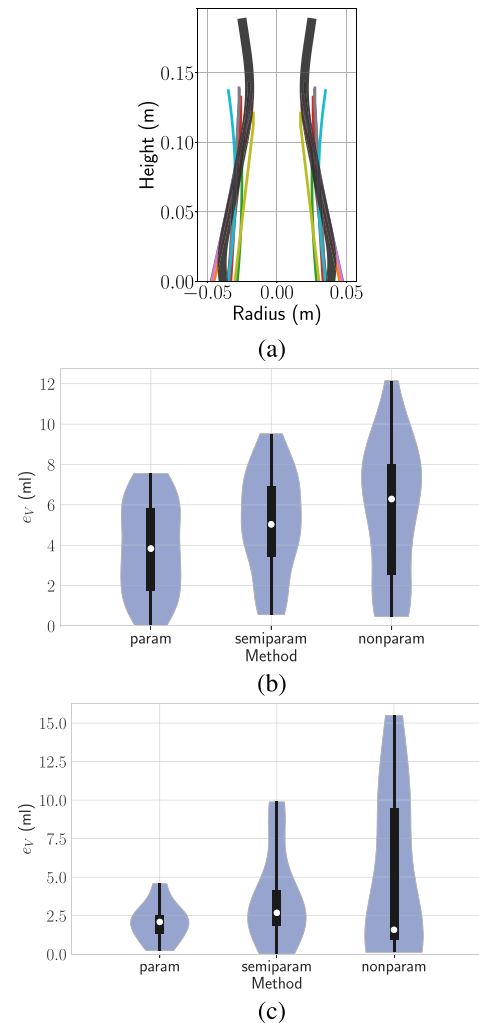 0.15
0.10
0.05
0.00
Height (m)
−0.05 0.00 0.05
Radius (m)
(a)
12
10
8
6
4
2
0
e_V (ml)
param semiparam nonparam
Method
(b)
15.0
12.5
10.0
7.5
5.0
2.5
0.0
e_V (ml)
param semiparam nonparam
Method
(c)